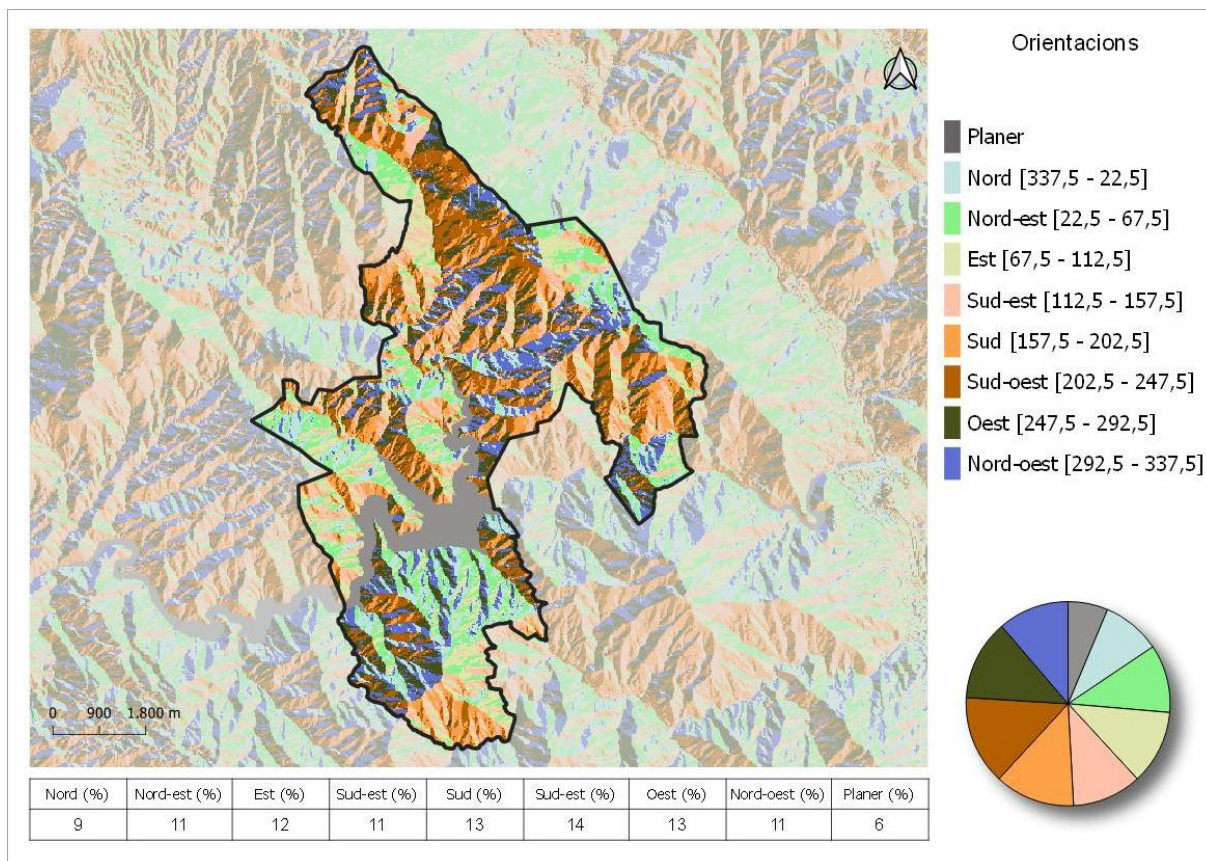 Orientacions
Planer
Nord [337,5 - 22,5]
Nord-est [22,5 - 67,5]
Est [67,5 - 112,5]
Sud-est [112,5 - 157,5]
Sud [157,5 - 202,5]
Sud-oest [202,5 - 247,5]
Oest [247,5 - 292,5]
Nord-oest [292,5 - 337,5]
0 900 1.800 m
Nord (%) Nord-est (%) Est (%) Sud-est (%) Sud (%) Sud-est (%) Oest (%) Nord-oest (%) Planer (%)
9 11 12 11 13 14 13 11 6